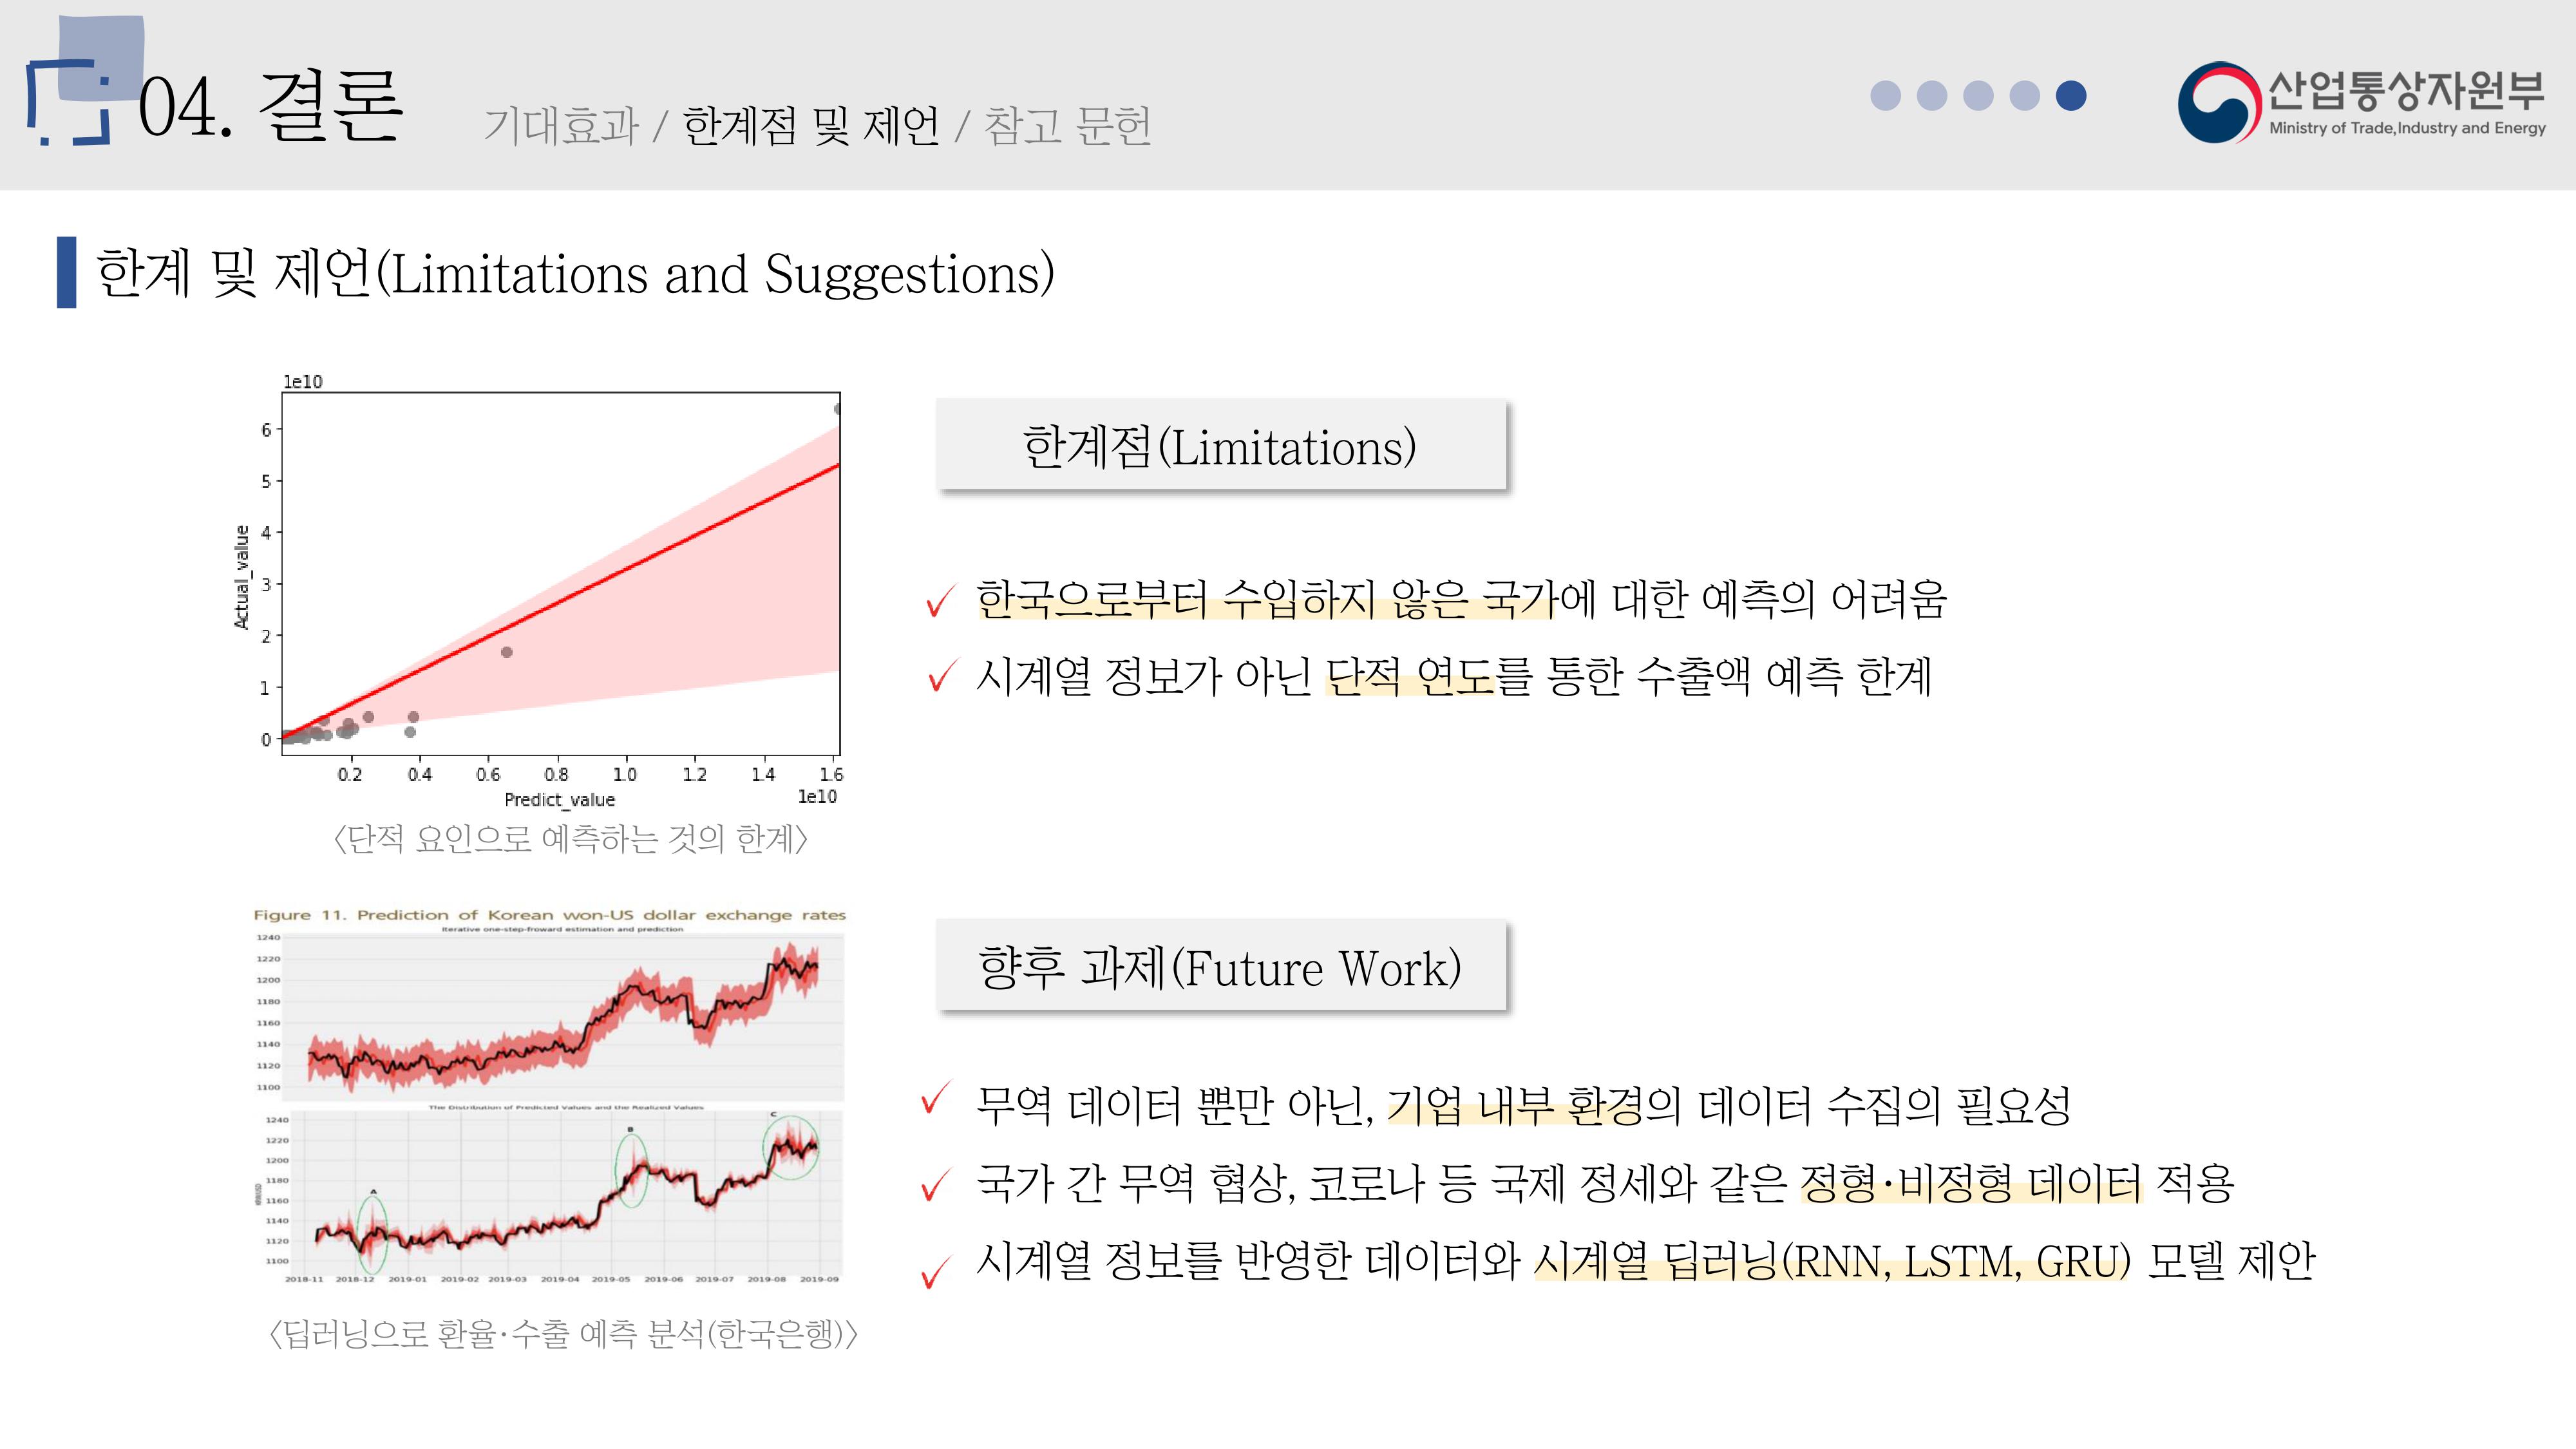 04. 결론
기대효과 / 한계점 및 제언 / 참고 문헌
산업통상자원부
Ministry of Trade,Industry and Energy
한계 및 제언(Limitations and Suggestions)
1e10
6
5
4
3
2
1
0
Actual_value
0.2 0.4 0.6 0.8 1.0 1.2 1.4 1.6
Predict_value
1e10
<단적 요인으로 예측하는 것의 한계>
한계점(Limitations)
한국으로부터 수입하지 않은 국가에 대한 예측의 어려움
시계열 정보가 아닌 단적 연도를 통한 수출액 예측 한계
Figure 11. Prediction of Korean won-US dollar exchange rates
Iterative one-step-froward estimation and prediction
1240
1220
1200
1180
1160
1140
1120
1100
The Distribution of Predicted Values and the Realized Values
1240
1220
1200
1180
1160
1140
1120
1100
A
B
C
2018-11 2018-12 2019-01 2019-02 2019-03 2019-04 2019-05 2019-06 2019-07 2019-08 2019-09
<딥러닝으로 환율·수출 예측 분석(한국은행)>
향후 과제(Future Work)
무역 데이터 뿐만 아닌, 기업 내부 환경의 데이터 수집의 필요성
국가 간 무역 협상, 코로나 등 국제 정세와 같은 정형·비정형 데이터 적용
시계열 정보를 반영한 데이터와 시계열 딥러닝(RNN, LSTM, GRU) 모델 제안